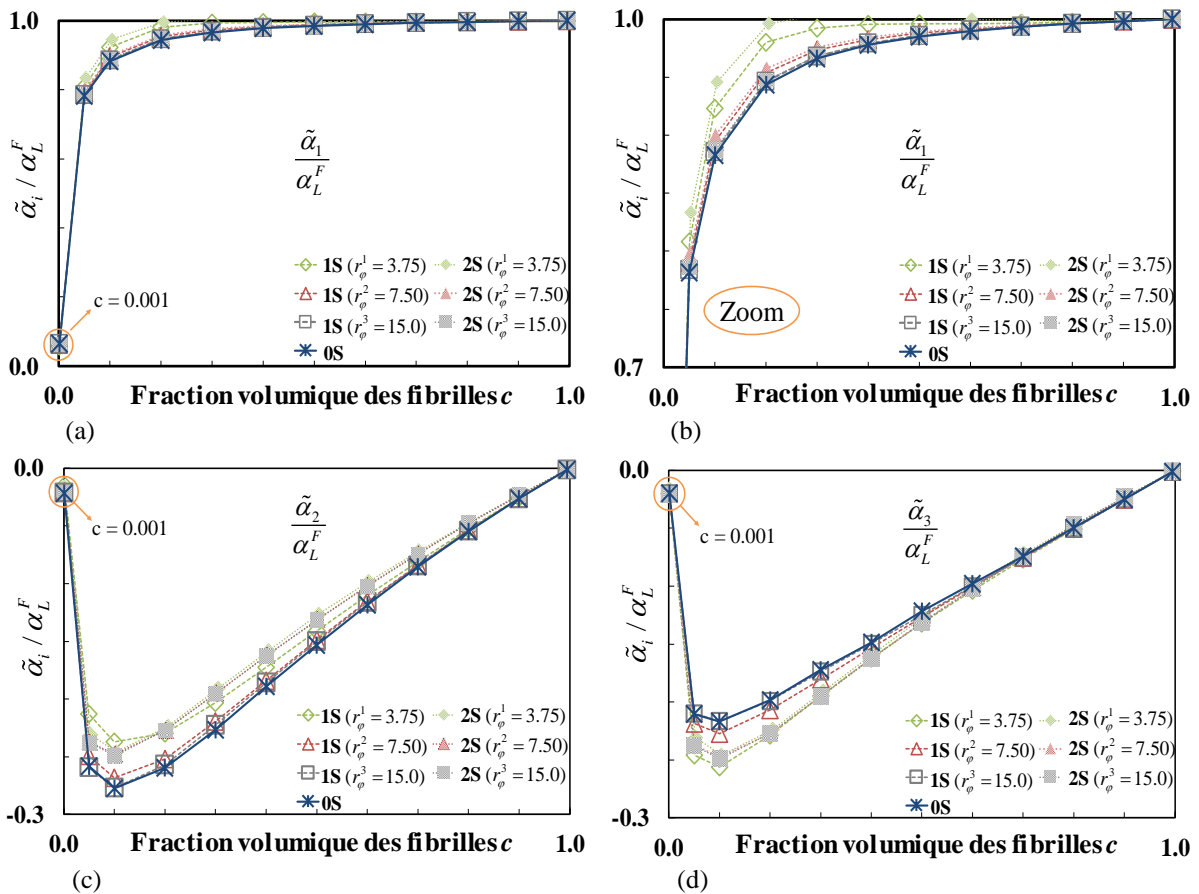 1.0
α̃ᵢ / α_L^F
α̃₁
α_L^F
1S (r_φ^1 = 3.75) 2S (r_φ^1 = 3.75)
1S (r_φ^2 = 7.50) 2S (r_φ^2 = 7.50)
1S (r_φ^3 = 15.0) 2S (r_φ^3 = 15.0)
0S
c = 0.001
0.0
0.0 Fraction volumique des fibrilles c 1.0
(a)
1.0
α̃ᵢ / α_L^F
α̃₁
α_L^F
1S (r_φ^1 = 3.75) 2S (r_φ^1 = 3.75)
1S (r_φ^2 = 7.50) 2S (r_φ^2 = 7.50)
1S (r_φ^3 = 15.0) 2S (r_φ^3 = 15.0)
0S
Zoom
0.7
0.0 Fraction volumique des fibrilles c 1.0
(b)
0.0
α̃ᵢ / α_L^F
α̃₂
α_L^F
c = 0.001
1S (r_φ^1 = 3.75) 2S (r_φ^1 = 3.75)
1S (r_φ^2 = 7.50) 2S (r_φ^2 = 7.50)
1S (r_φ^3 = 15.0) 2S (r_φ^3 = 15.0)
0S
-0.3
0.0 Fraction volumique des fibrilles c 1.0
(c)
0.0
α̃ᵢ / α_L^F
α̃₃
α_L^F
c = 0.001
1S (r_φ^1 = 3.75) 2S (r_φ^1 = 3.75)
1S (r_φ^2 = 7.50) 2S (r_φ^2 = 7.50)
1S (r_φ^3 = 15.0) 2S (r_φ^3 = 15.0)
0S
-0.3
0.0 Fraction volumique des fibrilles c 1.0
(d)